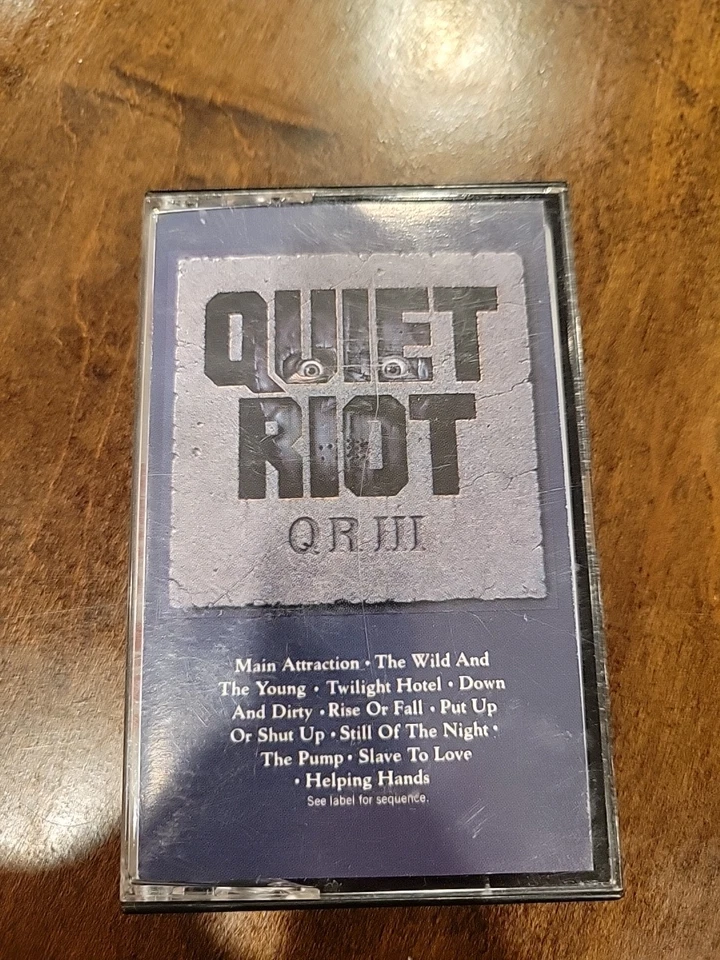 QUIET
RIOT
QR III
Main Attraction • The Wild And
The Young • Twilight Hotel • Down
And Dirty • Rise Or Fall • Put Up
Or Shut Up • Still Of The Night •
The Pump • Slave To Love
• Helping Hands
See label for sequence.